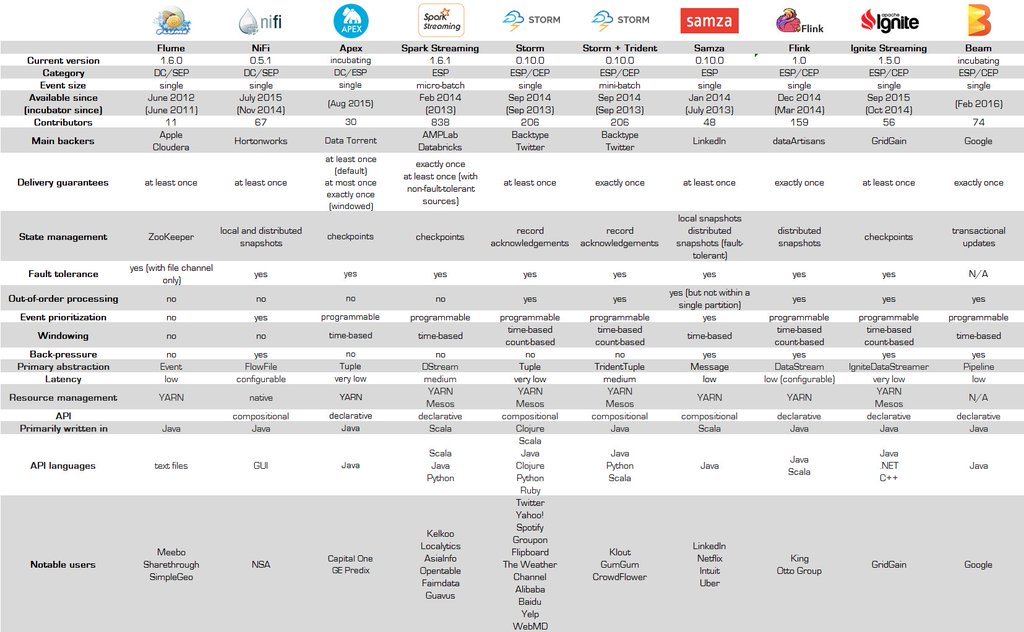 FLUME nifi APACHE APEX Spark Streaming STORM STORM samza Flink APACHE Ignite
Flume NiFi Apex Spark Streaming Storm Storm + Trident Samza Flink Ignite Streaming Beam
Current version 1.6.0 0.5.1 incubating 1.6.1 0.10.0 0.10.0 0.10.0 1.0 1.5.0 incubating
Category DC/SEP DC/SEP DC/ESP ESP ESP/CEP ESP/CEP ESP ESP/CEP ESP/CEP ESP/CEP
Event size single single single micro-batch single mini-batch single single single single
Available since June 2012 July 2015 Feb 2014 Sep 2014 Sep 2014 Jan 2014 Dec 2014 Sep 2015
(incubator since) (June 2011) (Nov 2014) (Aug 2015) (2013) (Sep 2013) (Sep 2013) (July 2013) (Mar 2014) (Oct 2014) (Feb 2016)
Contributors 11 67 30 838 206 206 48 159 56 74
Main backers Apple Cloudera Hortonworks Data Torrent AMPLab Databricks Backtype Twitter Backtype Twitter LinkedIn dataArtisans GridGain Google
Delivery guarantees at least once at least once at least once (default) at most once exactly once (windowed) exactly once at least once (with non-fault-tolerant sources) at least once exactly once at least once exactly once at least once exactly once
State management ZooKeeper local and distributed snapshots checkpoints checkpoints record acknowledgements record acknowledgements local snapshots distributed snapshots (fault-tolerant) distributed snapshots checkpoints transactional updates
Fault tolerance yes (with file channel only) yes yes yes yes yes yes yes yes N/A
Out-of-order processing no no no no yes yes yes (but not within a single partition) yes yes yes
Event prioritization no yes programmable programmable programmable programmable yes programmable programmable programmable
Windowing no no time-based time-based time-based count-based time-based count-based time-based time-based count-based time-based count-based time-based
Back-pressure no yes no no no no yes yes yes yes
Primary abstraction Event FlowFile Tuple DStream Tuple TridentTuple Message DataStream IgniteDataStreamer Pipeline
Latency low configurable very low medium very low medium low low (configurable) very low low
Resource management YARN native YARN YARN Mesos YARN Mesos YARN Mesos YARN YARN YARN Mesos N/A
API compositional declarative declarative compositional compositional compositional declarative declarative declarative
Primarily written in Java Java Java Scala Clojure Java Scala Java Java Java
API languages text files GUI Java Scala Java Python Scala Java Clojure Python Ruby Java Python Scala Java Java Scala Java .NET C++ Java
Notable users Meebo Sharethrough SimpleGeo NSA Capital One GE Predix Kelkoo Localytics AsiaInfo Opentable Faimdata Guavus Twitter Yahoo! Spotify Groupon Flipboard The Weather Channel Alibaba Baidu Yelp WebMD Klout GumGum CrowdFlower LinkedIn Netflix Intuit Uber King Otto Group GridGain Google